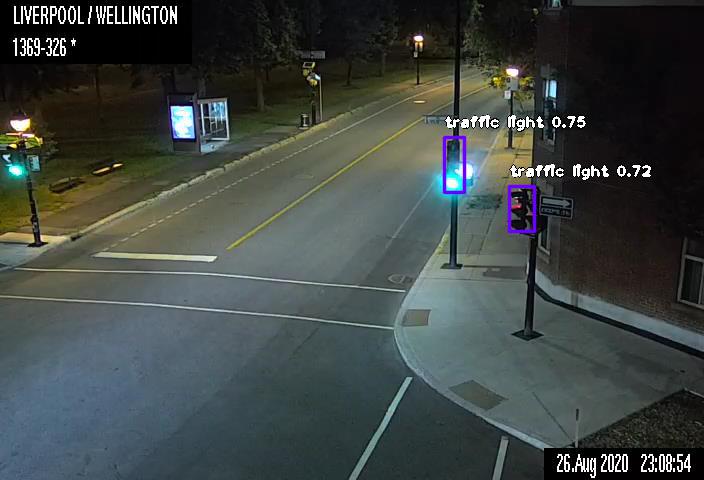 LIVERPOOL / WELLINGTON
1369-326 *
traffic light 0.75
traffic light 0.72
26.Aug 2020 23:08:54